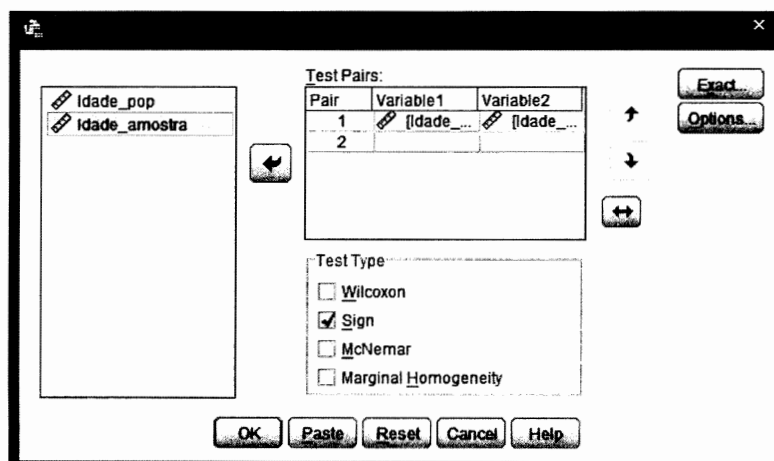 Idade_pop
Idade_amostra
Test Pairs:
Pair Variable1 Variable2
1 [Idade_... [Idade_...
2
Exact...
Options...
Test Type
Wilcoxon
Sign
McNemar
Marginal Homogeneity
OK Paste Reset Cancel Help